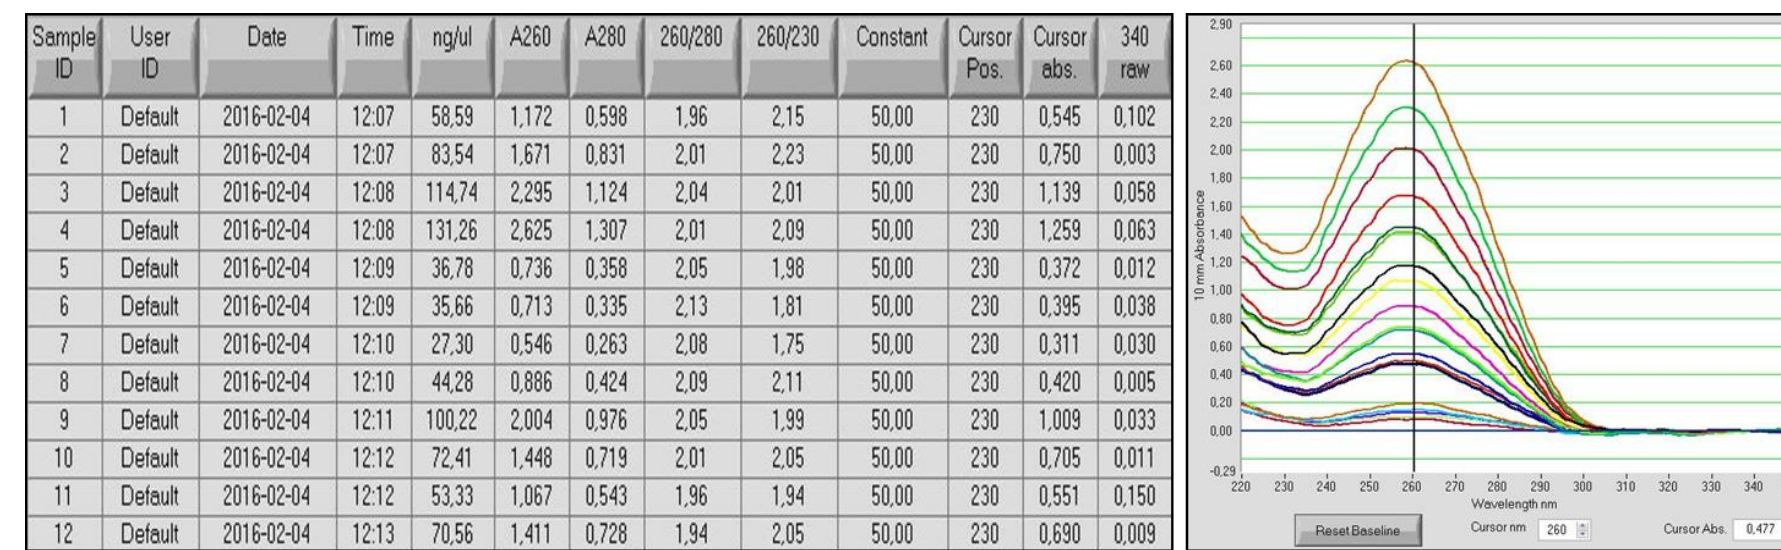 Sample ID User ID Date Time ng/ul A260 A280 260/280 260/230 Constant Cursor Pos. Cursor abs. 340 raw
1 Default 2016-02-04 12:07 58,59 1,172 0,598 1,96 2,15 50,00 230 0,545 0,102
2 Default 2016-02-04 12:07 83,54 1,671 0,831 2,01 2,23 50,00 230 0,750 0,003
3 Default 2016-02-04 12:08 114,74 2,295 1,124 2,04 2,01 50,00 230 1,139 0,058
4 Default 2016-02-04 12:08 131,26 2,625 1,307 2,01 2,09 50,00 230 1,259 0,063
5 Default 2016-02-04 12:09 36,78 0,736 0,358 2,05 1,98 50,00 230 0,372 0,012
6 Default 2016-02-04 12:09 35,66 0,713 0,335 2,13 1,81 50,00 230 0,395 0,038
7 Default 2016-02-04 12:10 27,30 0,546 0,263 2,08 1,75 50,00 230 0,311 0,030
8 Default 2016-02-04 12:10 44,28 0,886 0,424 2,09 2,11 50,00 230 0,420 0,005
9 Default 2016-02-04 12:11 100,22 2,004 0,976 2,05 1,99 50,00 230 1,009 0,033
10 Default 2016-02-04 12:12 72,41 1,448 0,719 2,01 2,05 50,00 230 0,705 0,011
11 Default 2016-02-04 12:12 53,33 1,067 0,543 1,96 1,94 50,00 230 0,551 0,150
12 Default 2016-02-04 12:13 70,56 1,411 0,728 1,94 2,05 50,00 230 0,690 0,009
2,90
2,60
2,40
2,20
2,00
1,80
1,60
1,40
1,20
1,00
0,80
0,60
0,40
0,20
0,00
-0,29
10 mm Absorbance
220 230 240 250 260 270 280 290 300 310 320 330 340
Wavelength nm
Reset Baseline Cursor nm 260 Cursor Abs. 0,477